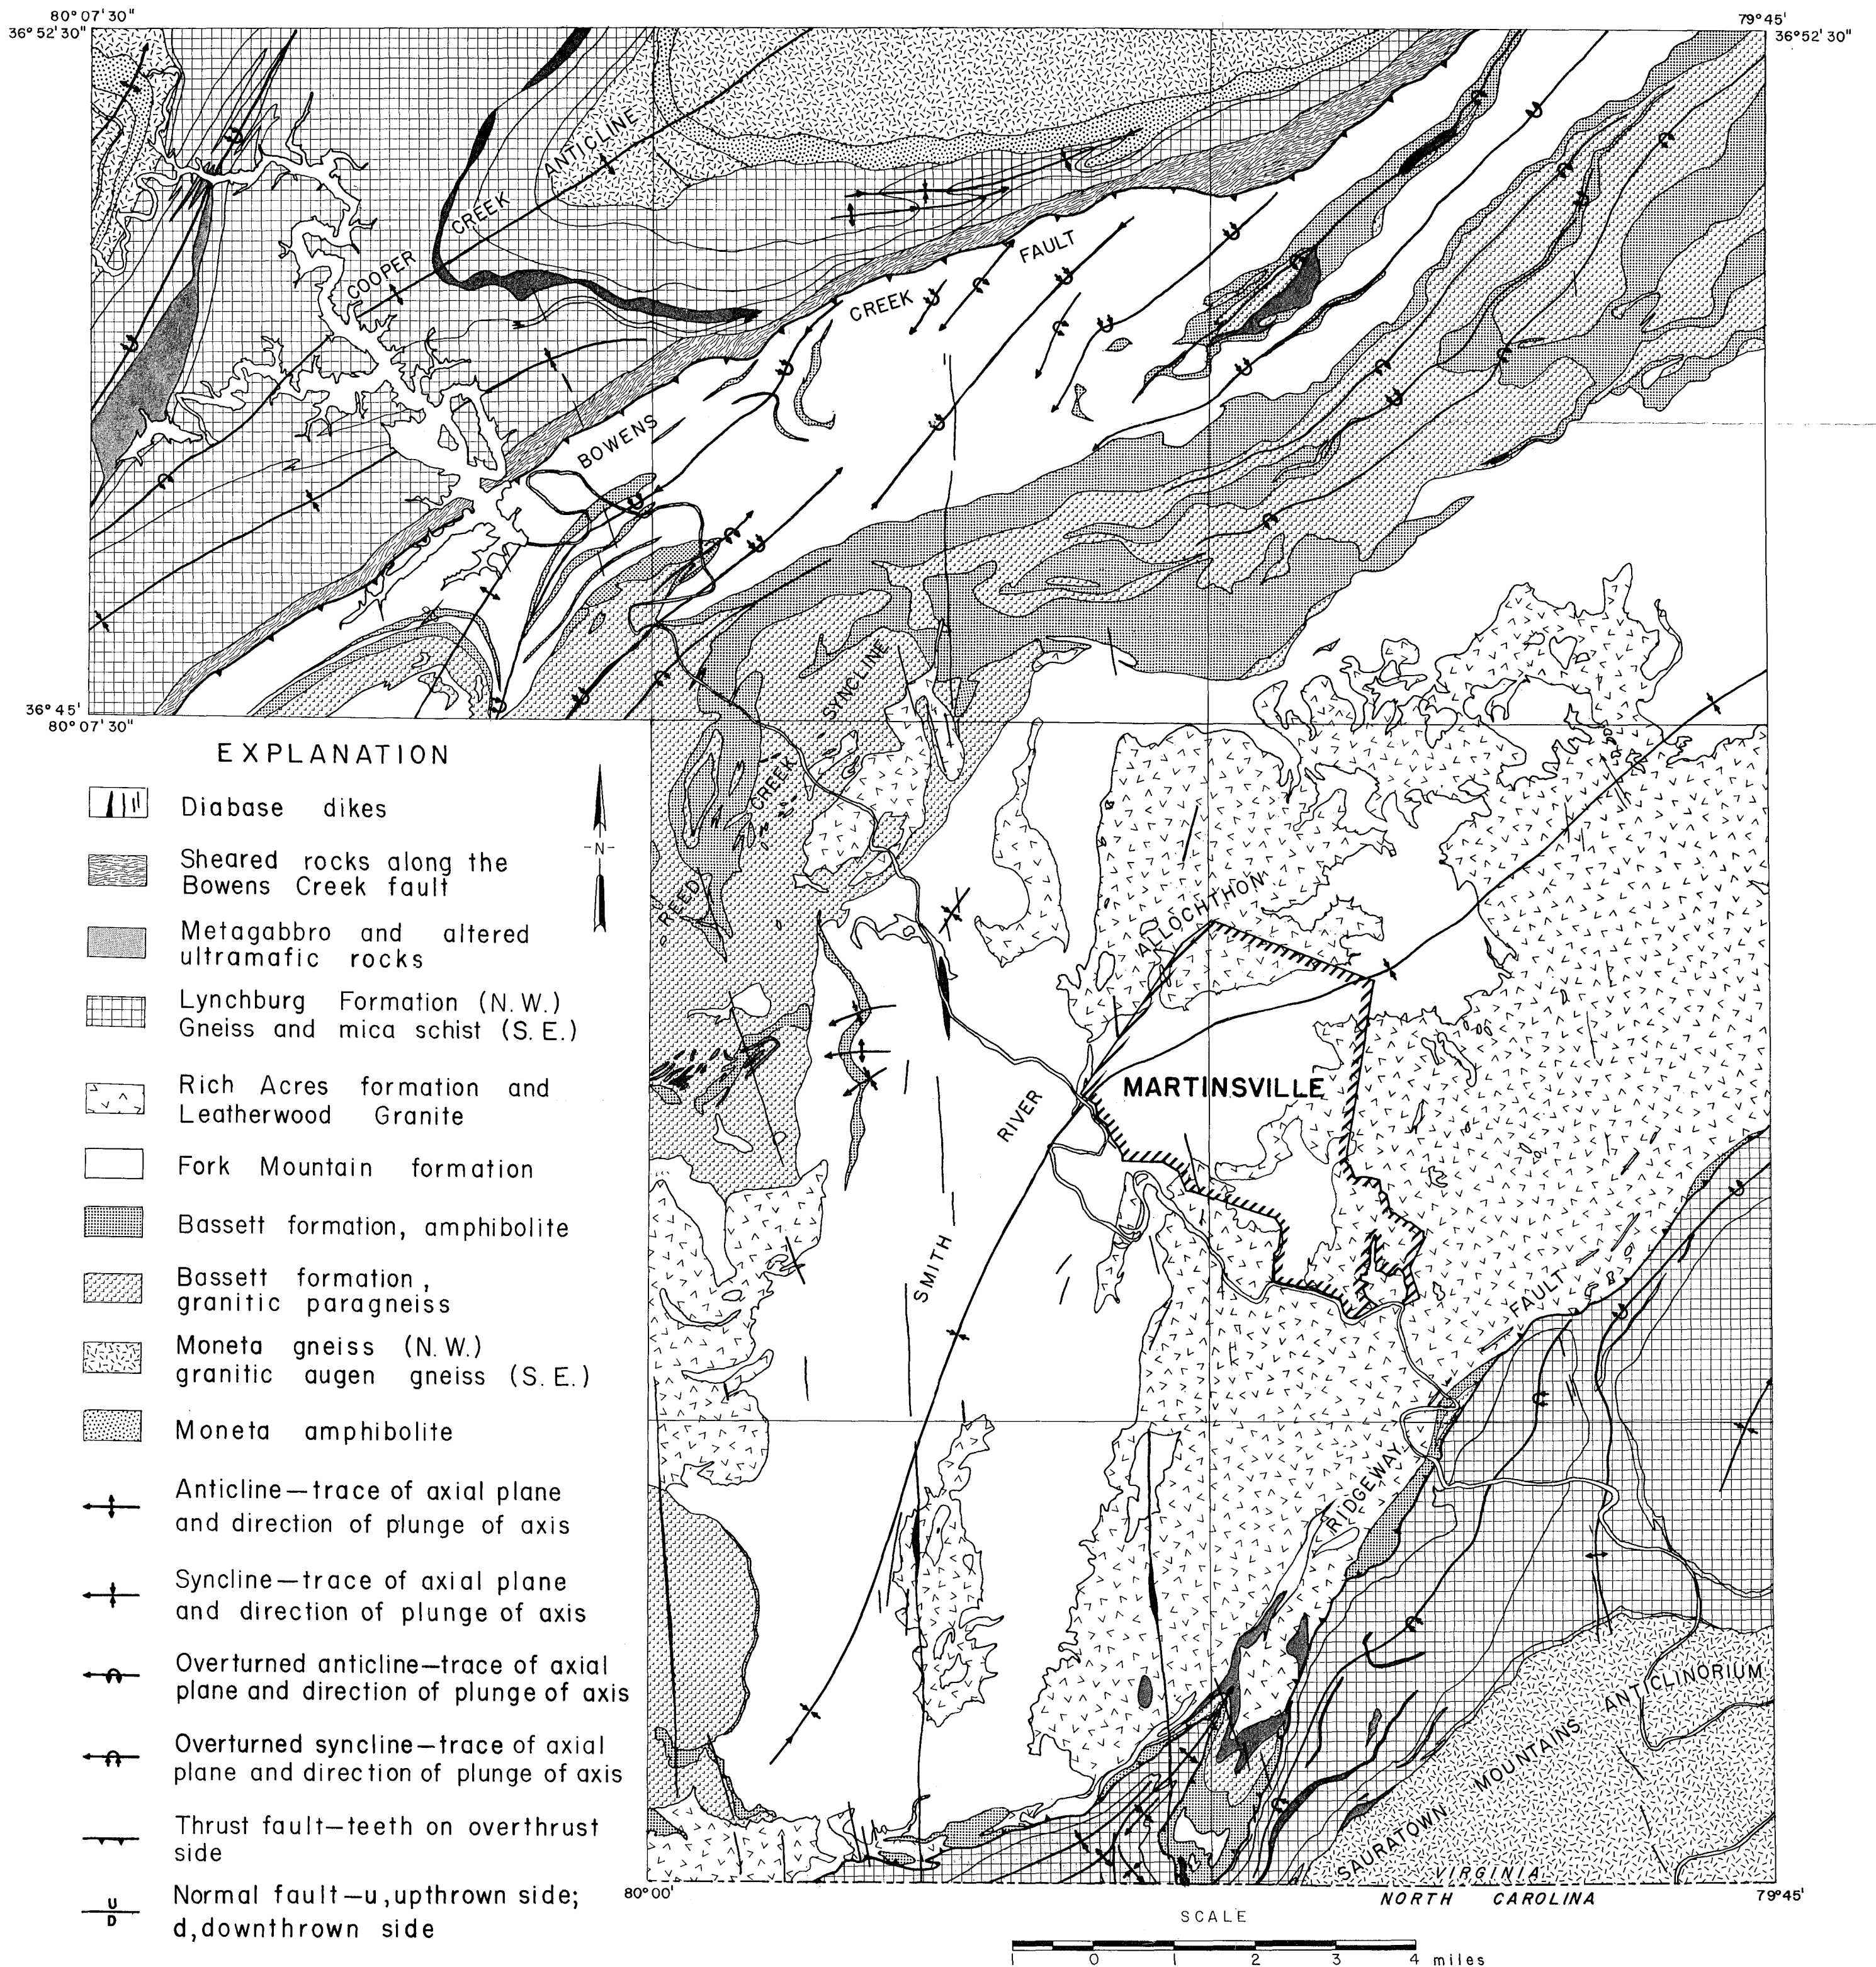 80° 07' 30"
79° 45'
36° 52' 30"
36° 52' 30"
COOPER CREEK ANTICLINE
BOWENS CREEK FAULT
36° 45'
80° 07' 30"
REED CREEK SYNCLINE
ALLOCHTHON
MARTINSVILLE
SMITH RIVER
RIDGEWAY FAULT
SAURATOWN MOUNTAINS ANTICLINORIUM
VIRGINIA
NORTH CAROLINA
80° 00'
79° 45'
EXPLANATION
Diabase dikes
Sheared rocks along the
Bowens Creek fault
Metagabbro and altered
ultramafic rocks
Lynchburg Formation (N.W.)
Gneiss and mica schist (S.E.)
Rich Acres formation and
Leatherwood Granite
Fork Mountain formation
Bassett formation, amphibolite
Bassett formation,
granitic paragneiss
Moneta gneiss (N.W.)
granitic augen gneiss (S.E.)
Moneta amphibolite
Anticline—trace of axial plane
and direction of plunge of axis
Syncline—trace of axial plane
and direction of plunge of axis
Overturned anticline—trace of axial
plane and direction of plunge of axis
Overturned syncline—trace of axial
plane and direction of plunge of axis
Thrust fault—teeth on overthrust
side
U
D
Normal fault—u, upthrown side;
d, downthrown side
-N-
SCALE
1 0 1 2 3 4 miles